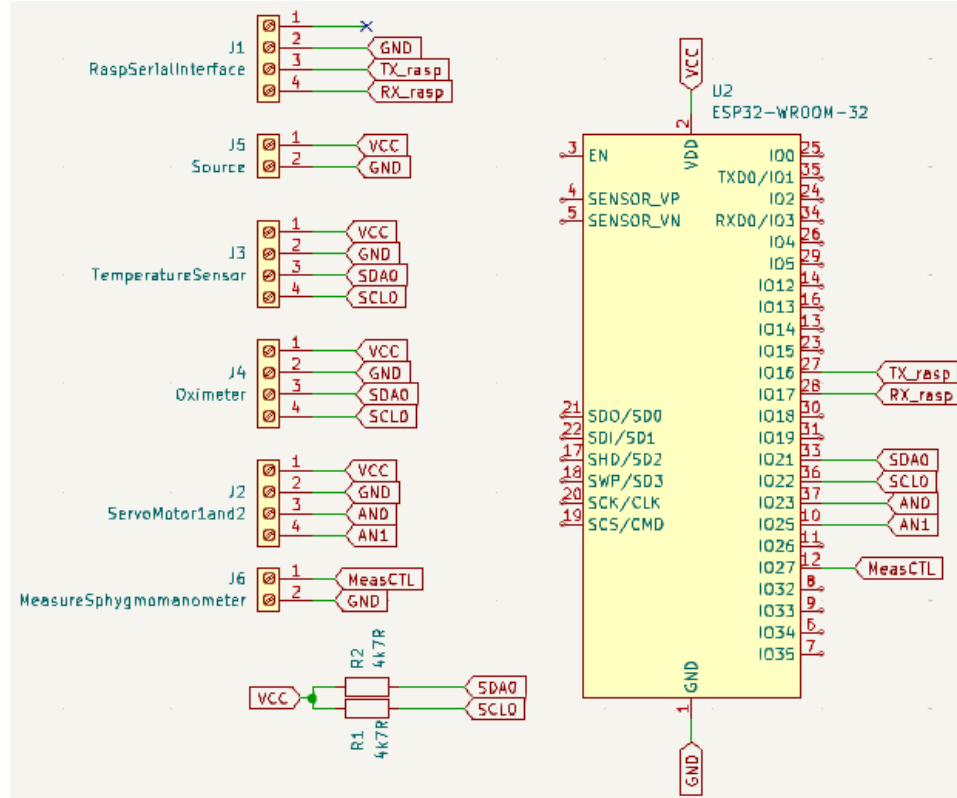 1
2 GND
3 TX_rasp
4 RX_rasp
J1
RaspSerialInterface
1 VCC
2 GND
J5
Source
1 VCC
2 GND
3 SDA0
4 SCL0
J3
TemperatureSensor
1 VCC
2 GND
3 SDA0
4 SCL0
J4
Oximeter
1 VCC
2 GND
3 AN0
4 AN1
J2
ServoMotor1and2
1 MeasCTL
2 GND
J6
MeasureSphygmomanometer
R2
4k7R
VCC
SDA0
SCL0
R1
4k7R
VCC
U2
ESP32-WROOM-32
2
VDD
3 EN
4 SENSOR_VP
5 SENSOR_VN
21 SDO/SD0
22 SDI/SD1
17 SHD/SD2
18 SWP/SD3
20 SCK/CLK
19 SCS/CMD
IO0 25
TXD0/IO1 35
IO2 24
RXD0/IO3 34
IO4 26
IO5 29
IO12 14
IO13 16
IO14 13
IO15 23
IO16 27 TX_rasp
IO17 28 RX_rasp
IO18 30
IO19 31
IO21 33 SDA0
IO22 36 SCL0
IO23 37 AN0
IO25 10 AN1
IO26 11
IO27 12 MeasCTL
IO32 8
IO33 9
IO34 6
IO35 7
GND
1
GND